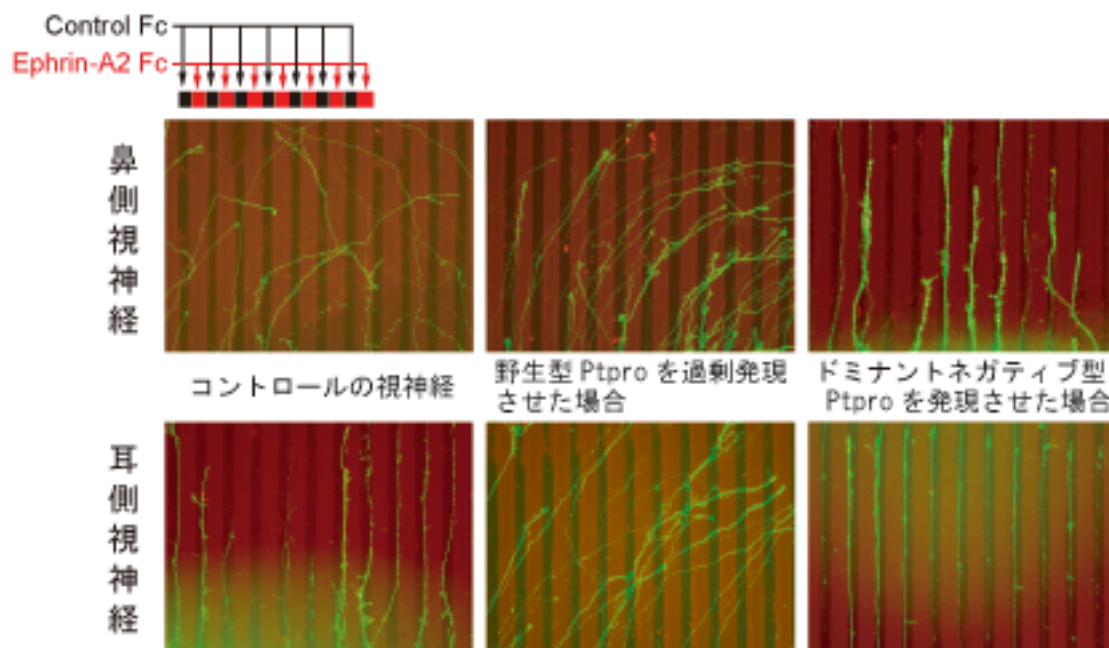 Control Fc
Ephrin-A2 Fc
鼻側視神経
コントロールの視神経
野生型 Ptpro を過剰発現
させた場合
ドミナントネガティブ型
Ptpro を発現させた場合
耳側視神経